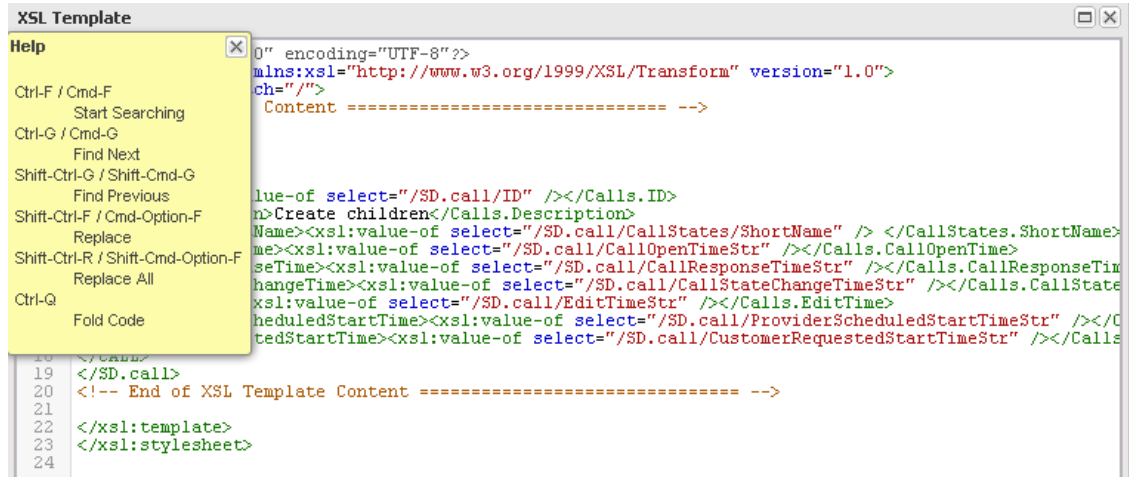 XSL Template
Help
Ctrl-F / Cmd-F
Start Searching
Ctrl-G / Cmd-G
Find Next
Shift-Ctrl-G / Shift-Cmd-G
Find Previous
Shift-Ctrl-F / Cmd-Option-F
Replace
Shift-Ctrl-R / Shift-Cmd-Option-F
Replace All
Ctrl-Q
Fold Code
0" encoding="UTF-8"?>
mlns:xsl="http://www.w3.org/1999/XSL/Transform" version="1.0">
ch="/">
Content =============================== -->
lue-of select="/SD.call/ID" /></Calls.ID>
n>Create children</Calls.Description>
Name><xsl:value-of select="/SD.call/CallStates/ShortName" /> </CallStates.ShortName>
me><xsl:value-of select="/SD.call/CallOpenTimeStr" /></Calls.CallOpenTime>
seTime><xsl:value-of select="/SD.call/CallResponseTimeStr" /></Calls.CallResponseTim
hangeTime><xsl:value-of select="/SD.call/CallStateChangeTimeStr" /></Calls.CallState
xsl:value-of select="/SD.call/EditTimeStr" /></Calls.EditTime>
heduledStartTime><xsl:value-of select="/SD.call/ProviderScheduledStartTimeStr" /></C
tedStartTime><xsl:value-of select="/SD.call/CustomerRequestedStartTimeStr" /></Calls
18 </CALL>
19 </SD.call>
20 <!-- End of XSL Template Content =============================== -->
21
22 </xsl:template>
23 </xsl:stylesheet>
24